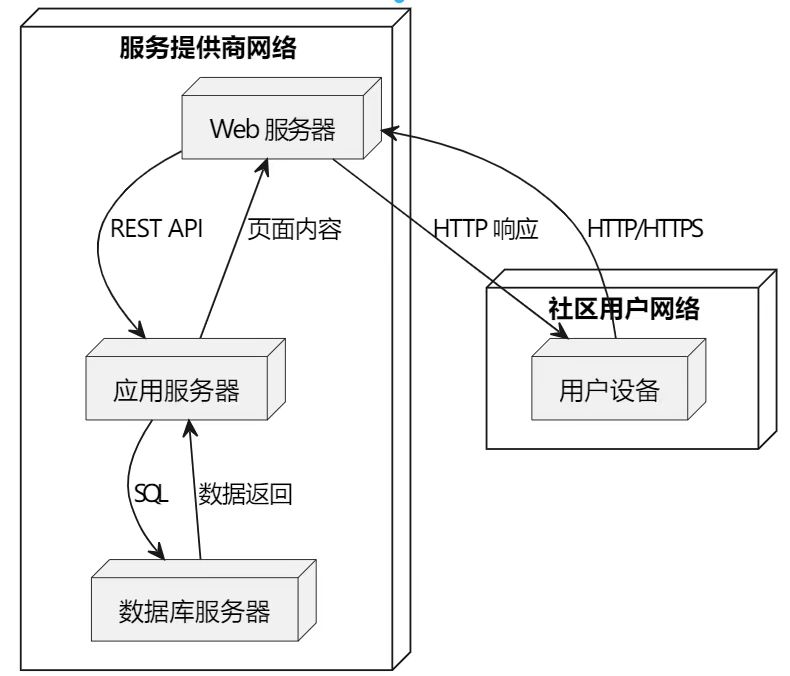 服务提供商网络
Web 服务器
REST API
页面内容
HTTP 响应
HTTP/HTTPS
社区用户网络
应用服务器
用户设备
SQL
数据返回
数据库服务器